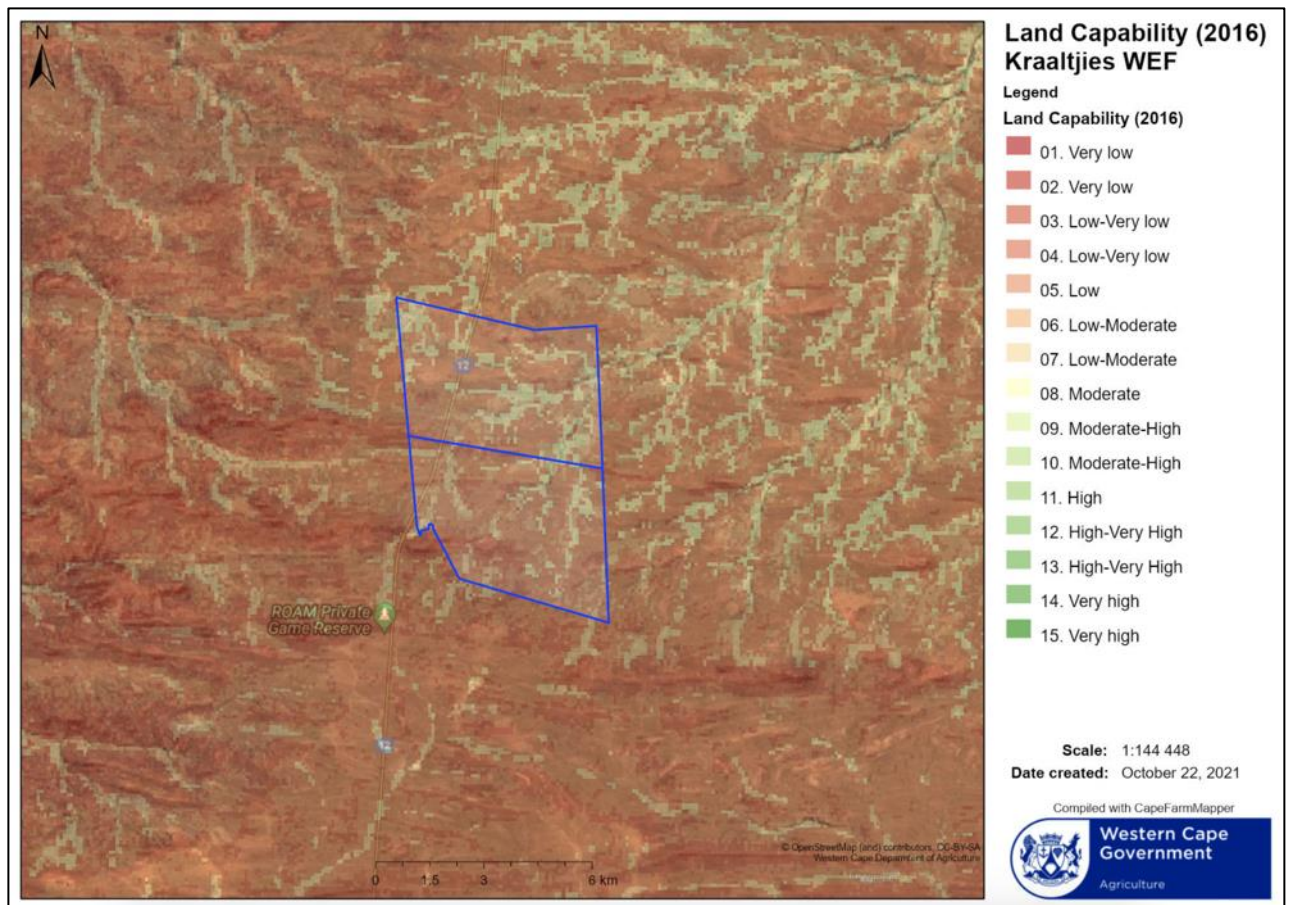 N
Land Capability (2016)
Kraaltjies WEF
Legend
Land Capability (2016)
01. Very low
02. Very low
03. Low-Very low
04. Low-Very low
05. Low
06. Low-Moderate
07. Low-Moderate
08. Moderate
09. Moderate-High
10. Moderate-High
11. High
12. High-Very High
13. High-Very High
14. Very high
15. Very high
12
ROAM Private
Game Reserve
12
0 1.5 3 6 km
© OpenStreetMap (and) contributors, CC-BY-SA
Western Cape Department of Agriculture
Scale: 1:144 448
Date created: October 22, 2021
Compiled with CapeFarmMapper
Western Cape
Government
Agriculture